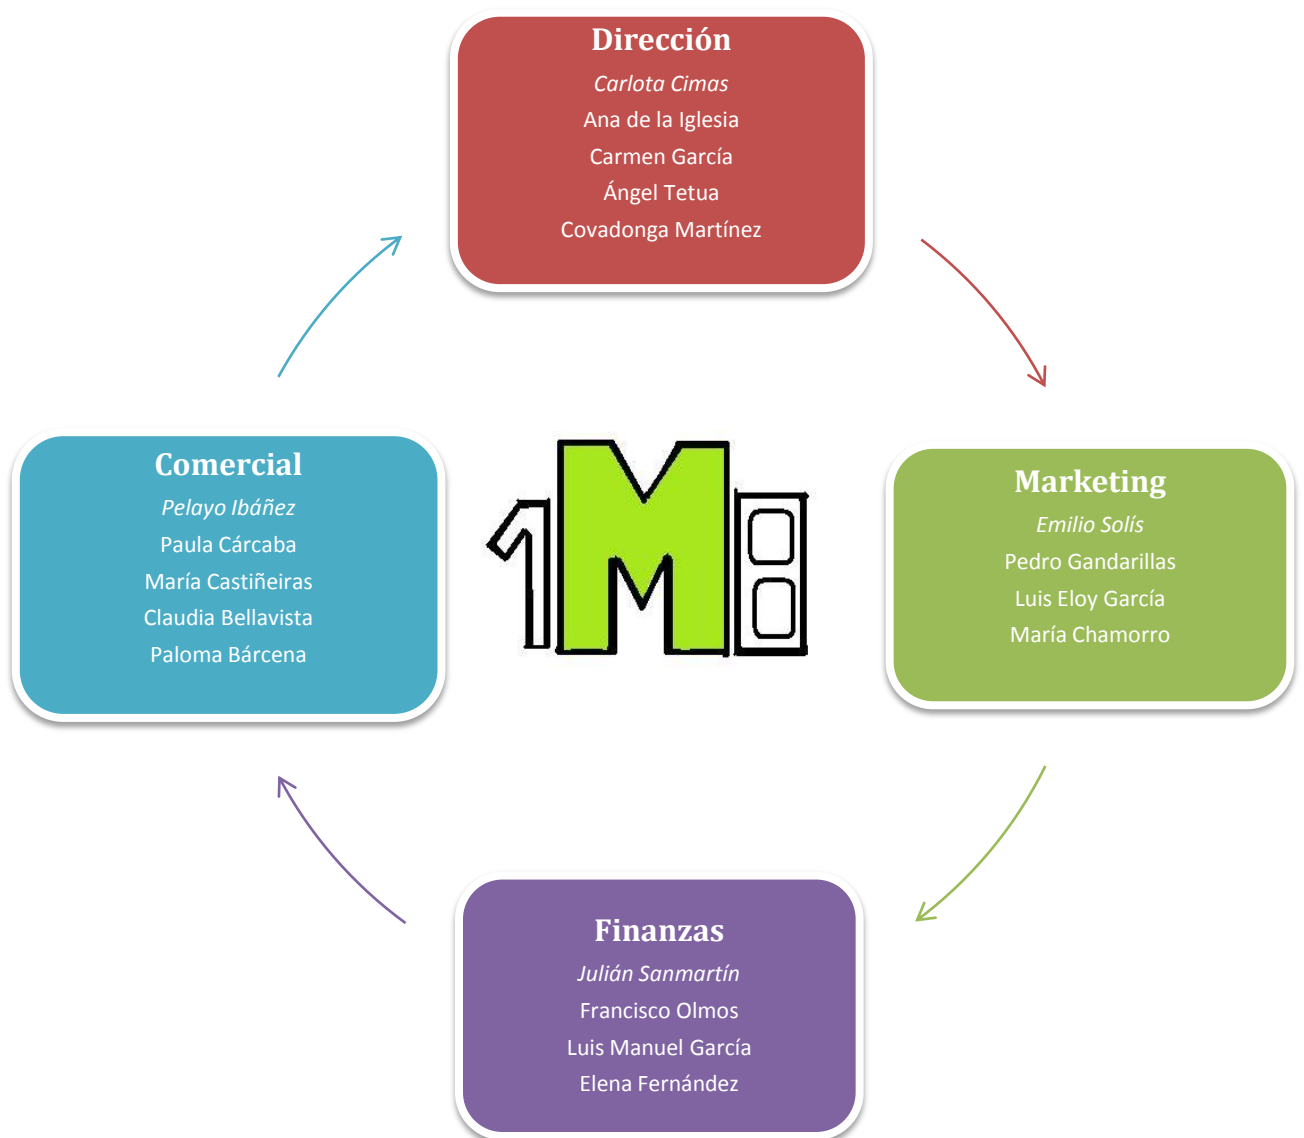 Dirección
Carlota Cimas
Ana de la Iglesia
Carmen García
Ángel Tetua
Covadonga Martínez
Comercial
Pelayo Ibáñez
Paula Cárcaba
María Castiñeiras
Claudia Bellavista
Paloma Bárcena
1M8
Marketing
Emilio Solís
Pedro Gandarillas
Luis Eloy García
María Chamorro
Finanzas
Julián Sanmartín
Francisco Olmos
Luis Manuel García
Elena Fernández